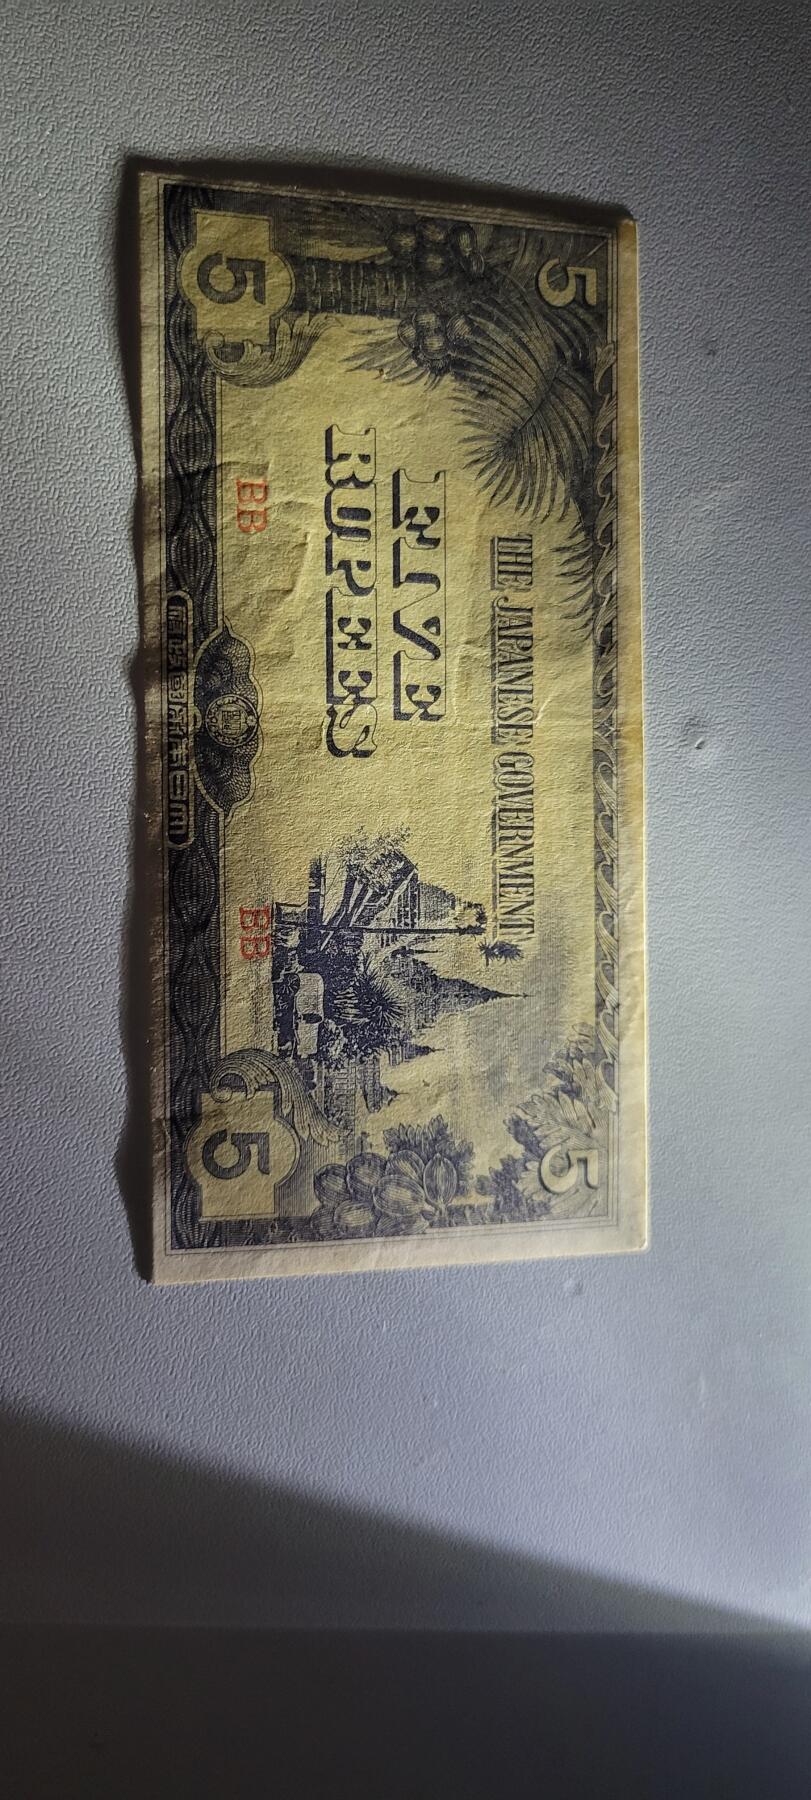 5 5
THE JAPANESE GOVERNMENT
FIVE
RUPEES
BB BB
5 5